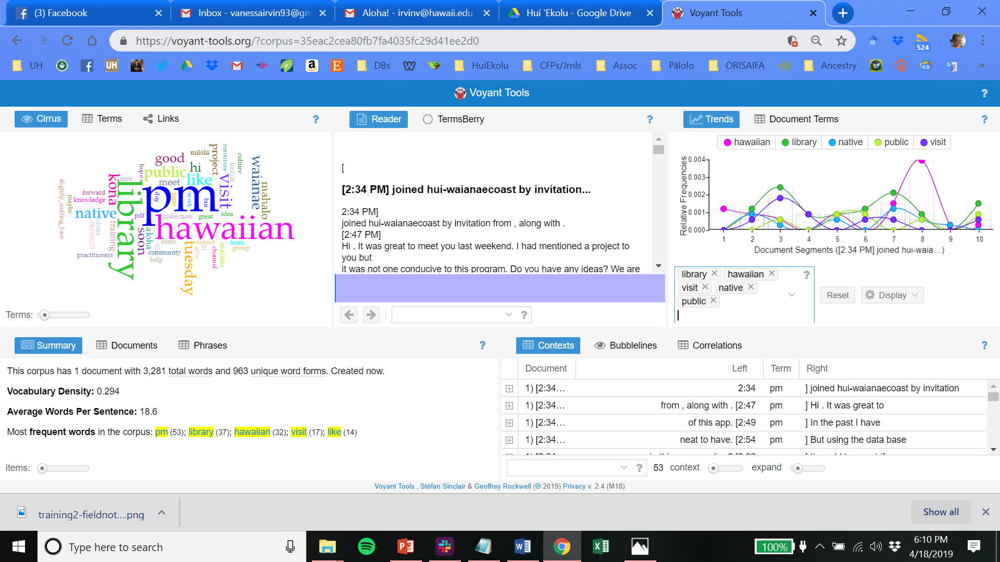 (3) Facebook
Inbox - vanessairvin93@gm
Aloha! - irvinv@hawaii.edu
Hui 'Ekolu - Google Drive
Voyant Tools
https://voyant-tools.org/?corpus=35eac2cea80fb7fa4035fc29d41ee2d0
524
UH
UH
DBs
HuiEkolu
CFPs/Jrnls
Assoc
Pālolo
ORISAIFA
Ancestry
»
Voyant Tools
?
Cirrus
Terms
Links
?
Reader
TermsBerry
?
Trends
Document Terms
?
good
milolii
project
resources
culture
waianae
hope
public
hi
kailua
sure
meet
like
visit
mahalo
slightly_smiling_face
maybe
forward
knowledge
kona
library
pm
day
time
work
hui
native
pdf
collection
great
idea
hawaiian
ideas
nanakuli
training
soon
aloha
00
come
tuesday
cohort
able
01
channel
available
team
group
practitioners
community
help
Terms:
[
[2:34 PM] joined hui-waianaecoast by invitation...
2:34 PM]
joined hui-waianaecoast by invitation from , along with .
[2:47 PM]
Hi . It was great to meet you last weekend. I had mentioned a project to
you but
it was not one conducive to this program. Do you have any ideas? We are
?
hawaiian
library
native
public
visit
Relative Frequencies
0.004
0.003
0.002
0.001
0.000
1 2 3 4 5 6 7 8 9 10
Document Segments ([2:34 PM] joined hui-waia…)
library
hawaiian
visit
native
public
?
Reset
Display
Summary
Documents
Phrases
?
Contexts
Bubblelines
Correlations
?
This corpus has 1 document with 3,281 total words and 963 unique word forms. Created now.
Vocabulary Density: 0.294
Average Words Per Sentence: 18.6
Most frequent words in the corpus: pm (53); library (37); hawaiian (32); visit (17); like (14)
items:
Document Left Term Right
1) [2:34… 2:34 pm ] joined hui-waianaecoast by invitation
1) [2:34… from , along with . [2:47 pm ] Hi . It was great to
1) [2:34… of this app. [2:49 pm ] In the past I have
1) [2:34… neat to have. [2:54 pm ] But using the data base
? 53 context expand
Voyant Tools , Stéfan Sinclair & Geoffrey Rockwell (🅭 2019) Privacy v. 2.4 (M18)
training2-fieldnot....png
Show all
Type here to search
100%
6:10 PM
4/18/2019